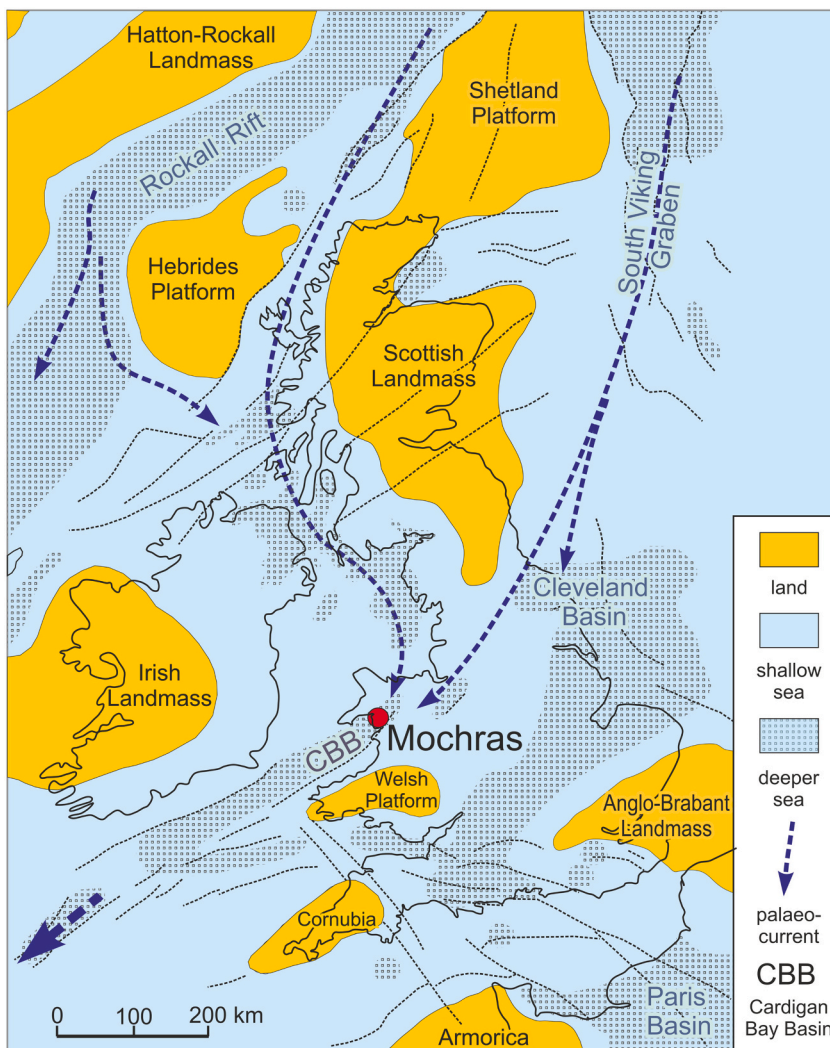 Hatton-Rockall
Landmass
Shetland
Platform
Rockall Rift
South Viking
Graben
Hebrides
Platform
Scottish
Landmass
Cleveland
Basin
Irish
Landmass
CBB
Mochras
Welsh
Platform
Anglo-Brabant
Landmass
Cornubia
Paris
Basin
Armorica
0 100 200 km
land
shallow
sea
deeper
sea
palaeo-
current
CBB
Cardigan
Bay Basin